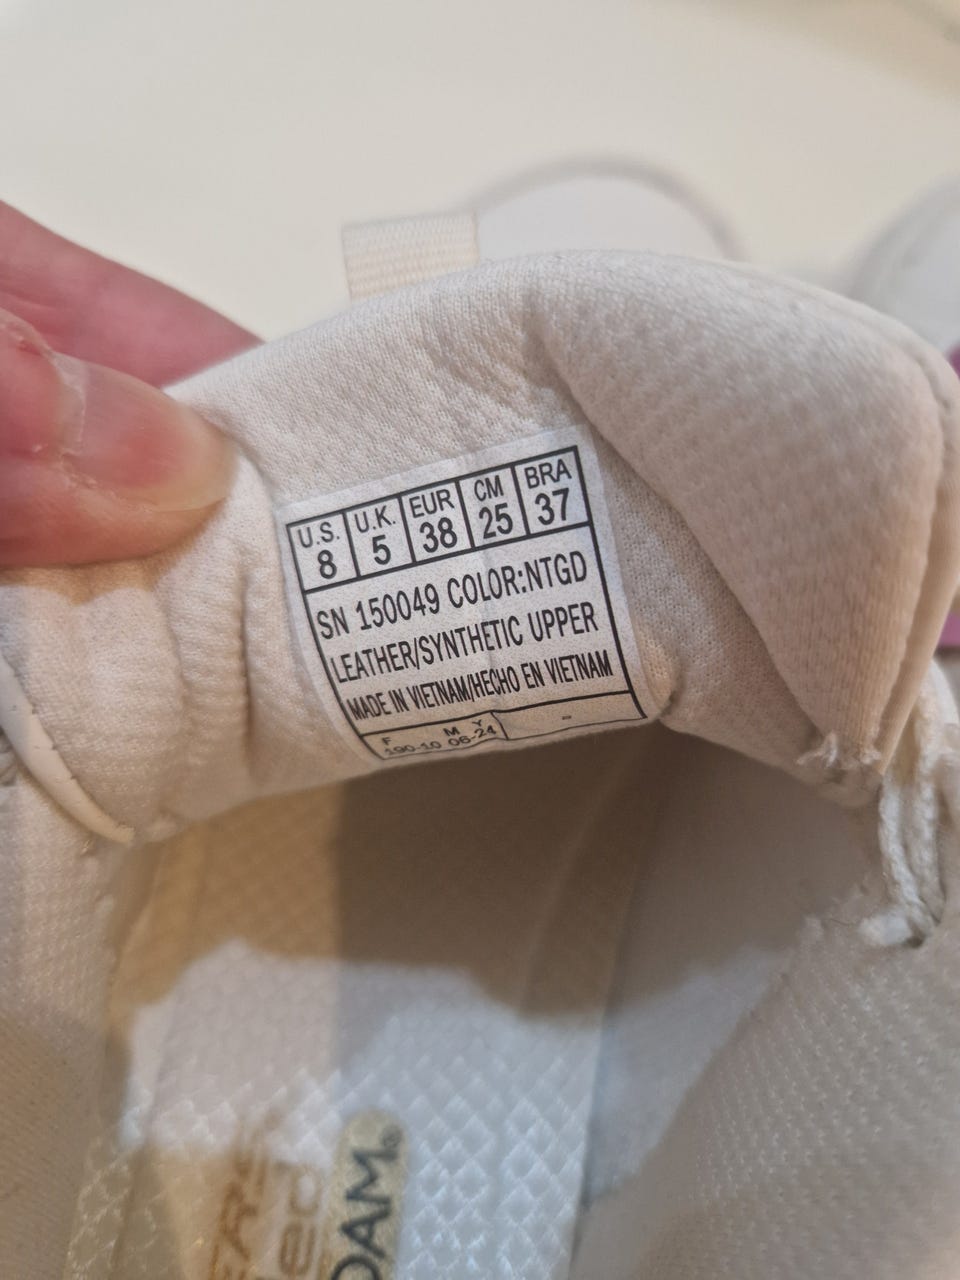 U.S. U.K. EUR CM BRA
8 5 38 25 37
SN 150049 COLOR:NTGD
LEATHER/SYNTHETIC UPPER
MADE IN VIETNAM/HECHO EN VIETNAM
F M Y -
190-10 06-24
OAM